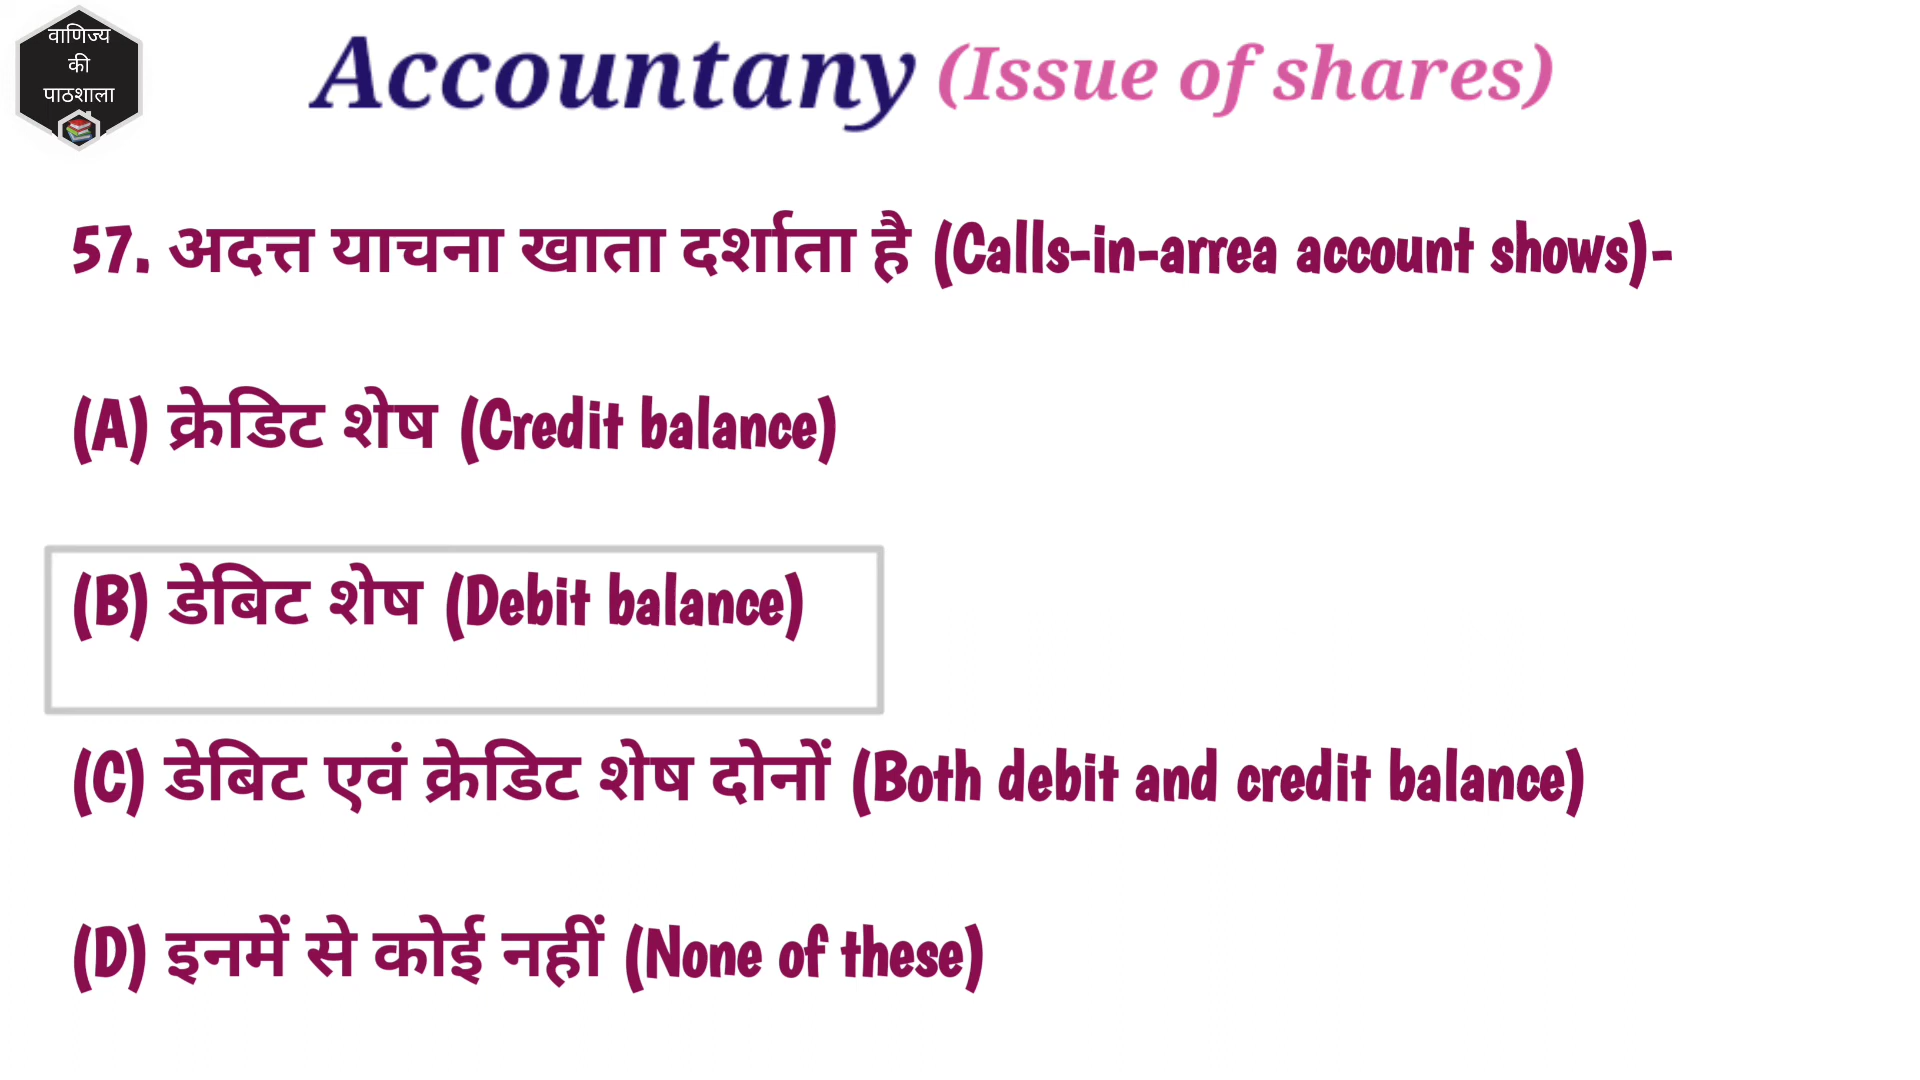 वाणिज्य
की
पाठशाला
Accountany (Issue of shares)
57. अदत्त याचना खाता दर्शाता है (Calls-in-arrea account shows)-
(A) क्रेडिट शेष (Credit balance)
(B) डेबिट शेष (Debit balance)
(C) डेबिट एवं क्रेडिट शेष दोनों (Both debit and credit balance)
(D) इनमें से कोई नहीं (None of these)